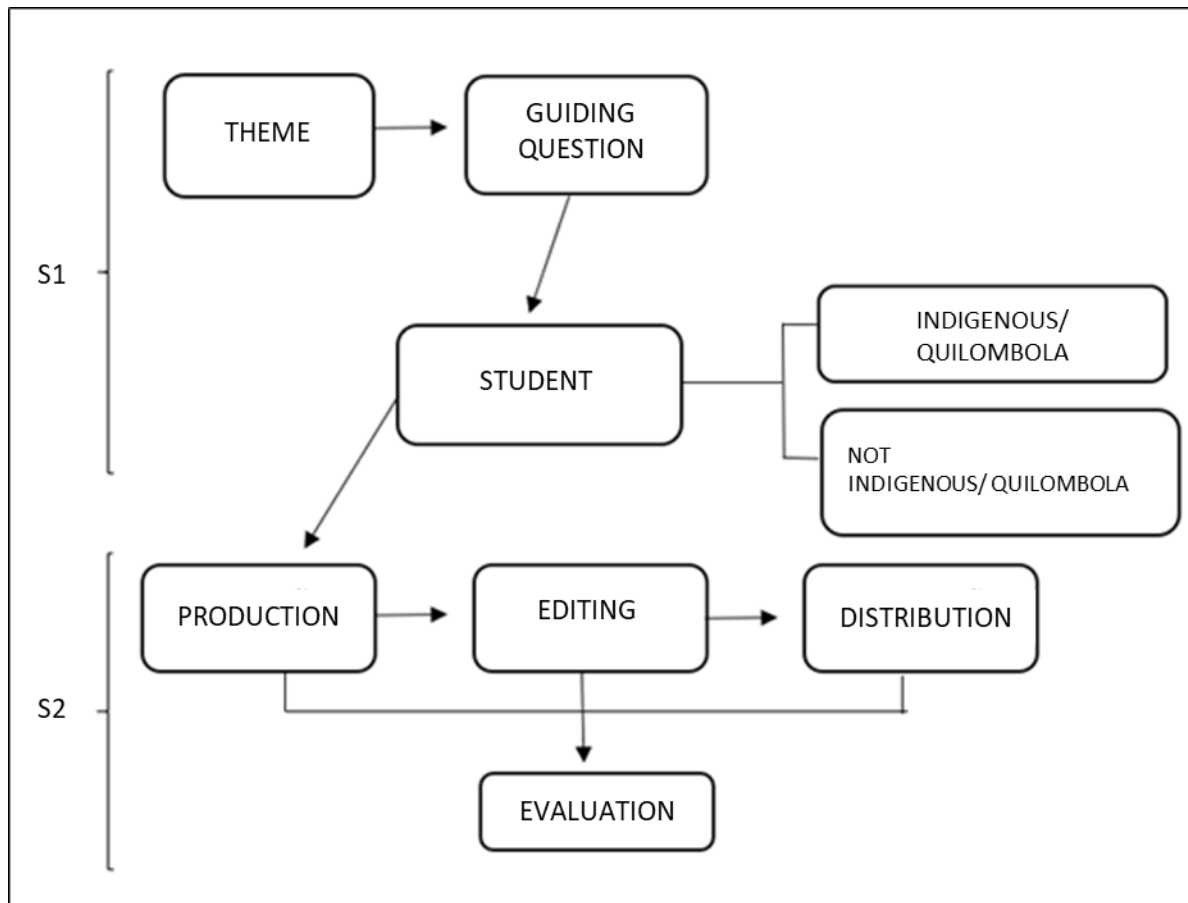 THEME
GUIDING
QUESTION
S1
STUDENT
INDIGENOUS/
QUILOMBOLA
NOT
INDIGENOUS/ QUILOMBOLA
PRODUCTION
EDITING
DISTRIBUTION
S2
EVALUATION